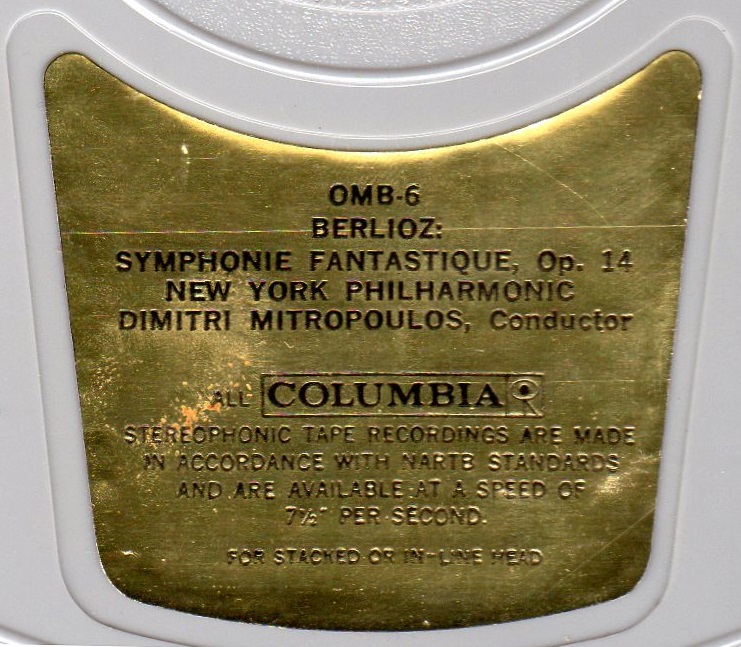 OMB-6
BERLIOZ:
SYMPHONIE FANTASTIQUE, Op. 14
NEW YORK PHILHARMONIC
DIMITRI MITROPOULOS, Conductor
ALL COLUMBIA
STEREOPHONIC TAPE RECORDINGS ARE MADE
IN ACCORDANCE WITH NARTB STANDARDS
AND ARE AVAILABLE AT A SPEED OF
7½" PER SECOND.
FOR STACKED OR IN-LINE HEAD